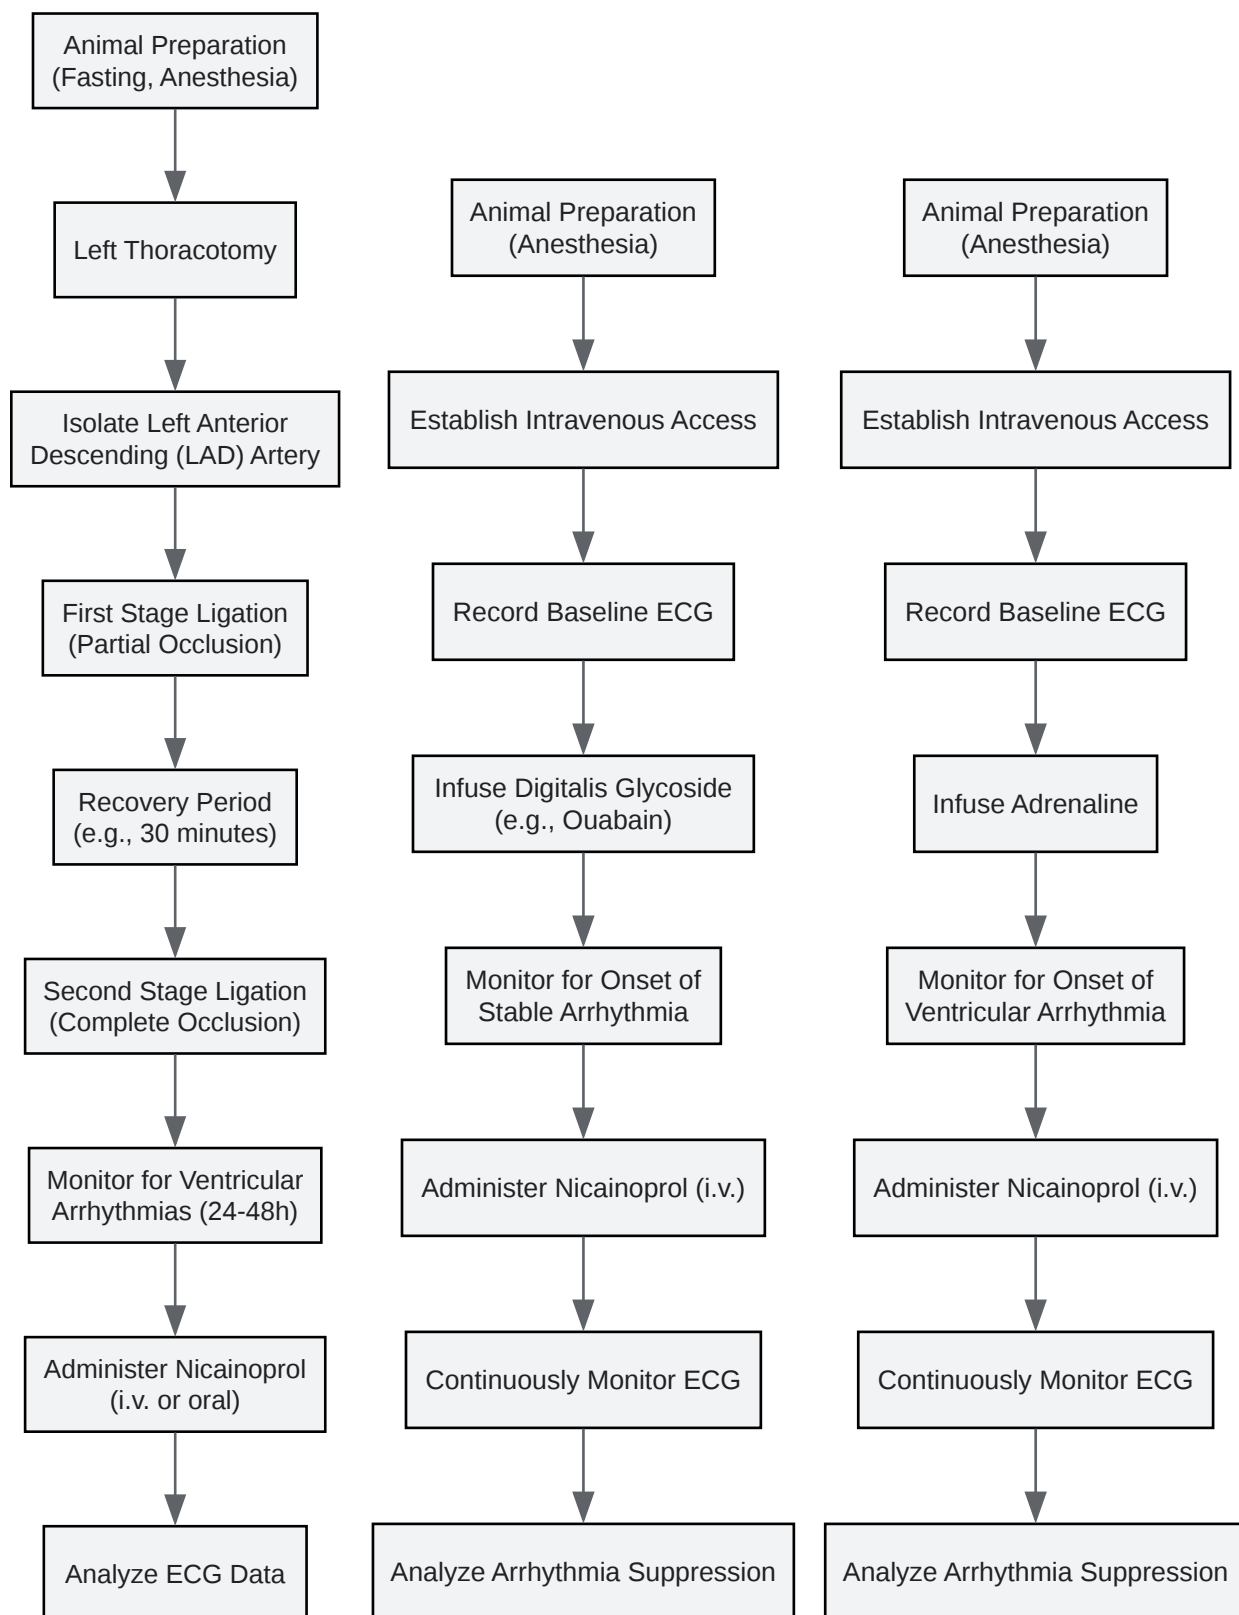 Animal Preparation
(Fasting, Anesthesia)
Left Thoracotomy
Isolate Left Anterior
Descending (LAD) Artery
First Stage Ligation
(Partial Occlusion)
Recovery Period
(e.g., 30 minutes)
Second Stage Ligation
(Complete Occlusion)
Monitor for Ventricular
Arrhythmias (24-48h)
Administer Nicainoprol
(i.v. or oral)
Analyze ECG Data
Animal Preparation
(Anesthesia)
Establish Intravenous Access
Record Baseline ECG
Infuse Digitalis Glycoside
(e.g., Ouabain)
Monitor for Onset of
Stable Arrhythmia
Administer Nicainoprol (i.v.)
Continuously Monitor ECG
Analyze Arrhythmia Suppression
Animal Preparation
(Anesthesia)
Establish Intravenous Access
Record Baseline ECG
Infuse Adrenaline
Monitor for Onset of
Ventricular Arrhythmia
Administer Nicainoprol (i.v.)
Continuously Monitor ECG
Analyze Arrhythmia Suppression